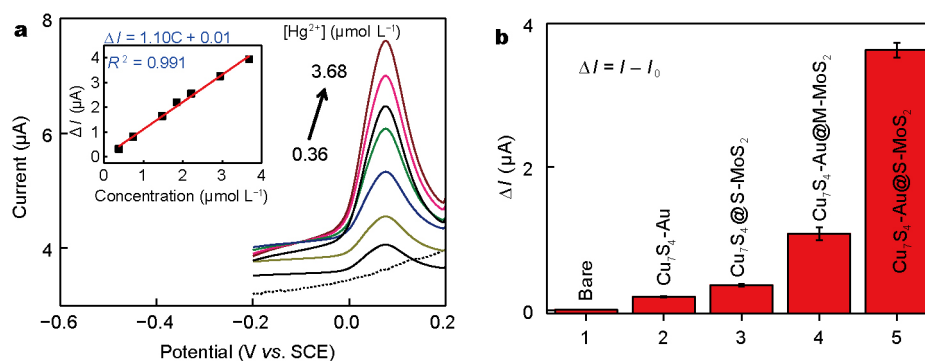 a
Δ I = 1.10C + 0.01
R² = 0.991
Δ I (μA)
4
3
2
1
0
0 1 2 3 4
Concentration (μmol L⁻¹)
[Hg²⁺] (μmol L⁻¹)
3.68
0.36
Current (μA)
8
6
4
−0.6 −0.4 −0.2 0.0 0.2
Potential (V vs. SCE)
b
Δ I = I – I₀
ΔI (μA)
4
2
0
Bare
Cu₇S₄-Au
Cu₇S₄@S-MoS₂
Cu₇S₄-Au@M-MoS₂
Cu₇S₄-Au@S-MoS₂
1 2 3 4 5